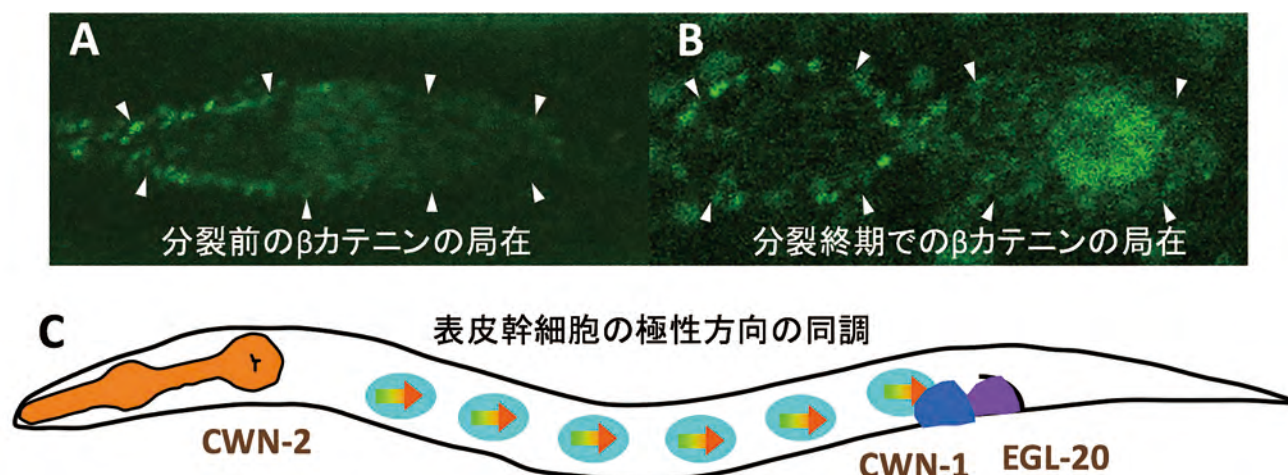 A
B
分裂前のβカテニンの局在
分裂終期でのβカテニンの局在
C
表皮幹細胞の極性方向の同調
CWN-2
CWN-1
EGL-20